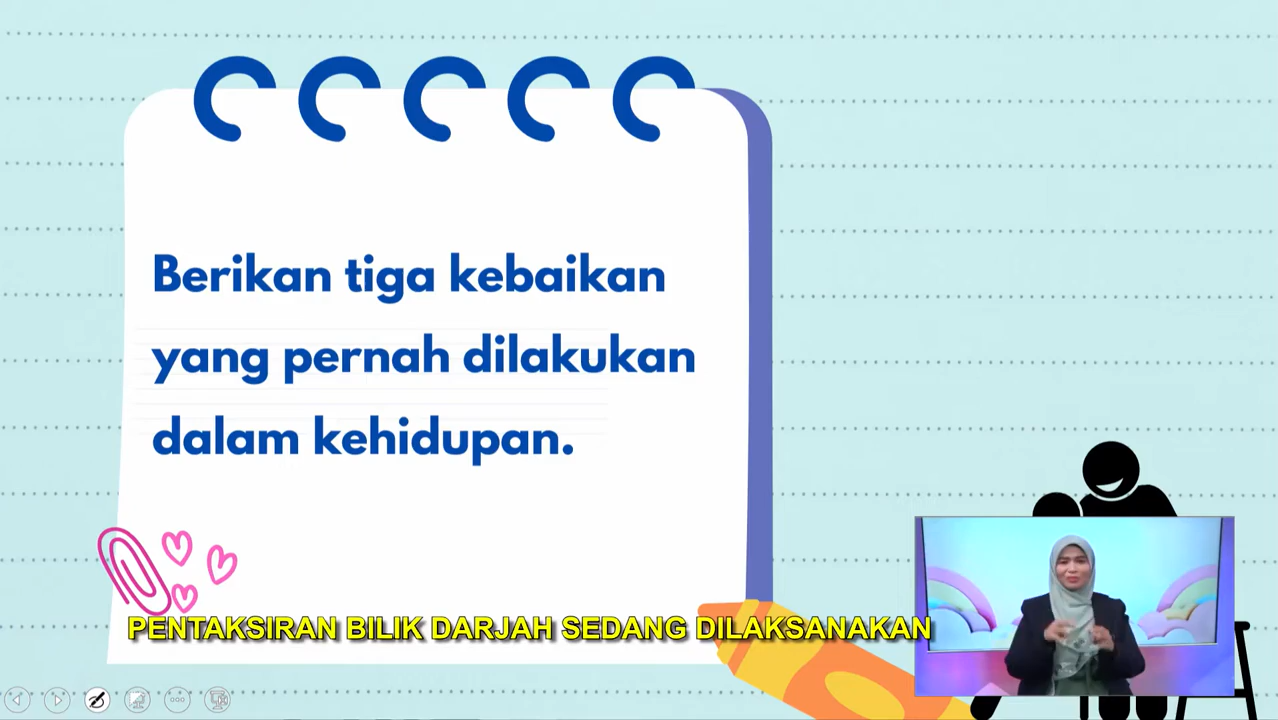 Berikan tiga kebaikan
yang pernah dilakukan
dalam kehidupan.
PENTAKSIRAN BILIK DARJAH SEDANG DILAKSANAKAN